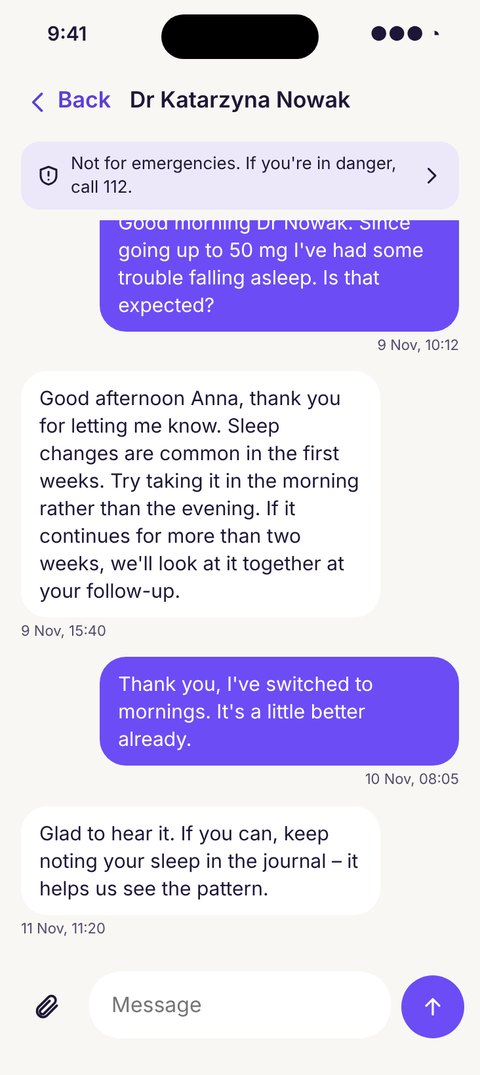 9:41
Back Dr Katarzyna Nowak
Not for emergencies. If you're in danger,
call 112.
Good morning Dr Nowak. Since
going up to 50 mg I've had some
trouble falling asleep. Is that
expected?
9 Nov, 10:12
Good afternoon Anna, thank you
for letting me know. Sleep
changes are common in the first
weeks. Try taking it in the morning
rather than the evening. If it
continues for more than two
weeks, we'll look at it together at
your follow-up.
9 Nov, 15:40
Thank you, I've switched to
mornings. It's a little better
already.
10 Nov, 08:05
Glad to hear it. If you can, keep
noting your sleep in the journal – it
helps us see the pattern.
11 Nov, 11:20
Message